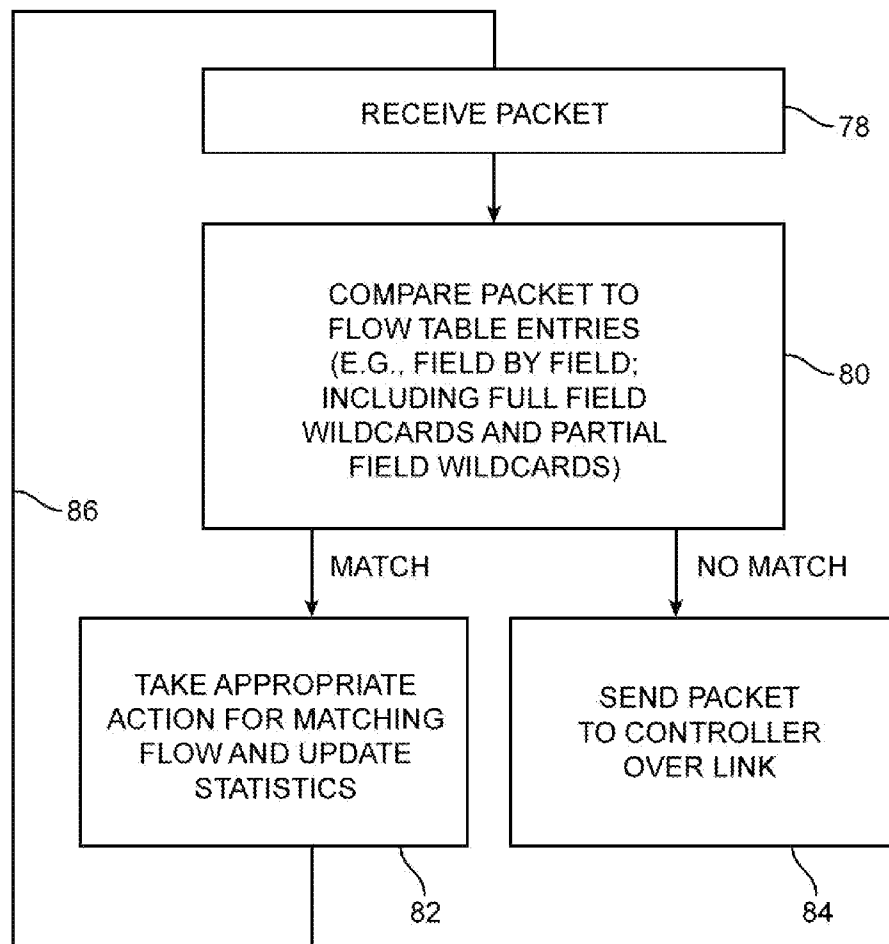 RECEIVE PACKET
78
COMPARE PACKET TO
FLOW TABLE ENTRIES
(E.G., FIELD BY FIELD;
INCLUDING FULL FIELD
WILDCARDS AND PARTIAL
FIELD WILDCARDS)
80
86
MATCH
NO MATCH
TAKE APPROPRIATE
ACTION FOR MATCHING
FLOW AND UPDATE
STATISTICS
SEND PACKET
TO CONTROLLER
OVER LINK
82
84